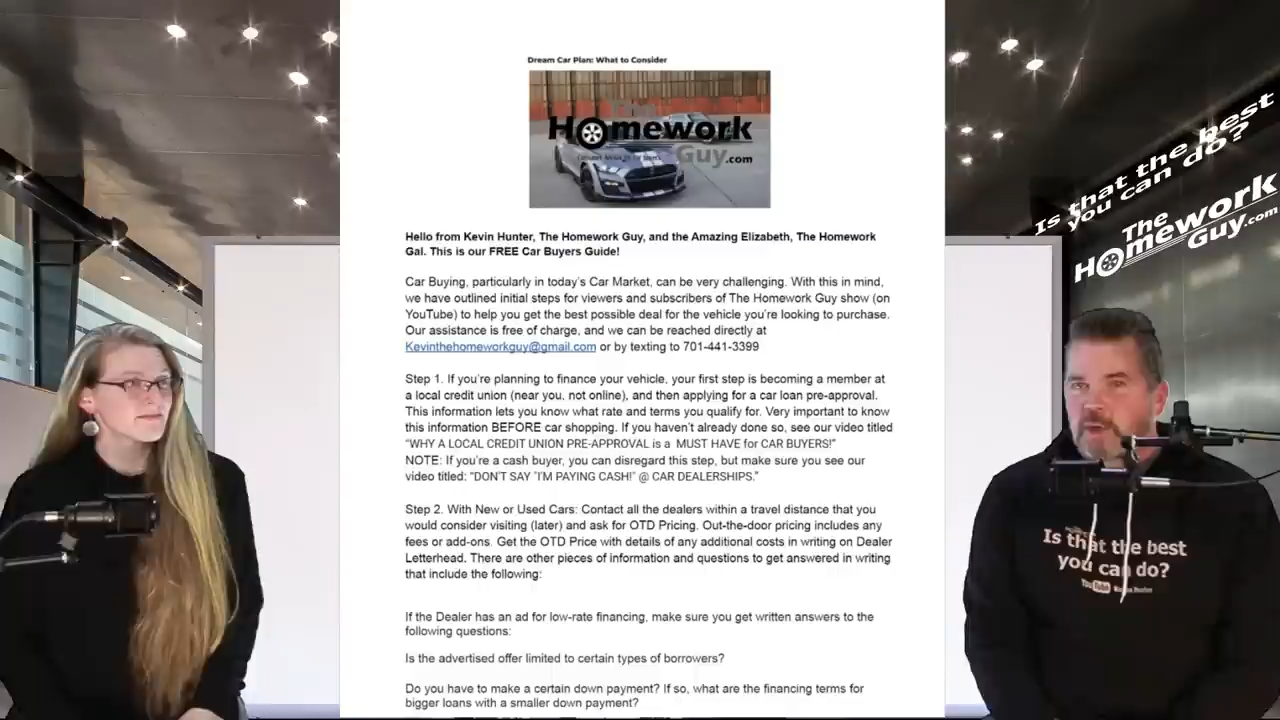 Dream Car Plan: What to Consider
The
Homework
Guy.com
Hello from Kevin Hunter, The Homework Guy, and the Amazing Elizabeth, The Homework
Gal. This is our FREE Car Buyers Guide!
Car Buying, particularly in today's Car Market, can be very challenging. With this in mind,
we have outlined initial steps for viewers and subscribers of The Homework Guy show (on
YouTube) to help you get the best possible deal for the vehicle you're looking to purchase.
Our assistance is free of charge, and we can be reached directly at
Kevinthehomeworkguy@gmail.com or by texting to 701-441-3399
Step 1. If you're planning to finance your vehicle, your first step is becoming a member at
a local credit union (near you, not online), and then applying for a car loan pre-approval.
This information lets you know what rate and terms you qualify for. Very important to know
this information BEFORE car shopping. If you haven't already done so, see our video titled
"WHY A LOCAL CREDIT UNION PRE-APPROVAL is a MUST HAVE for CAR BUYERS!"
NOTE: If you're a cash buyer, you can disregard this step, but make sure you see our
video titled: "DON'T SAY "I'M PAYING CASH!" @ CAR DEALERSHIPS."
Step 2. With New or Used Cars: Contact all the dealers within a travel distance that you
would consider visiting (later) and ask for OTD Pricing. Out-the-door pricing includes any
fees or add-ons. Get the OTD Price with details of any additional costs in writing on Dealer
Letterhead. There are other pieces of information and questions to get answered in writing
that include the following:
If the Dealer has an ad for low-rate financing, make sure you get written answers to the
following questions:
Is the advertised offer limited to certain types of borrowers?
Do you have to make a certain down payment? If so, what are the financing terms for
bigger loans with a smaller down payment?
Is that the best
you can do?
The
Homework
Guy.com
Is that the best
you can do?
YouTube